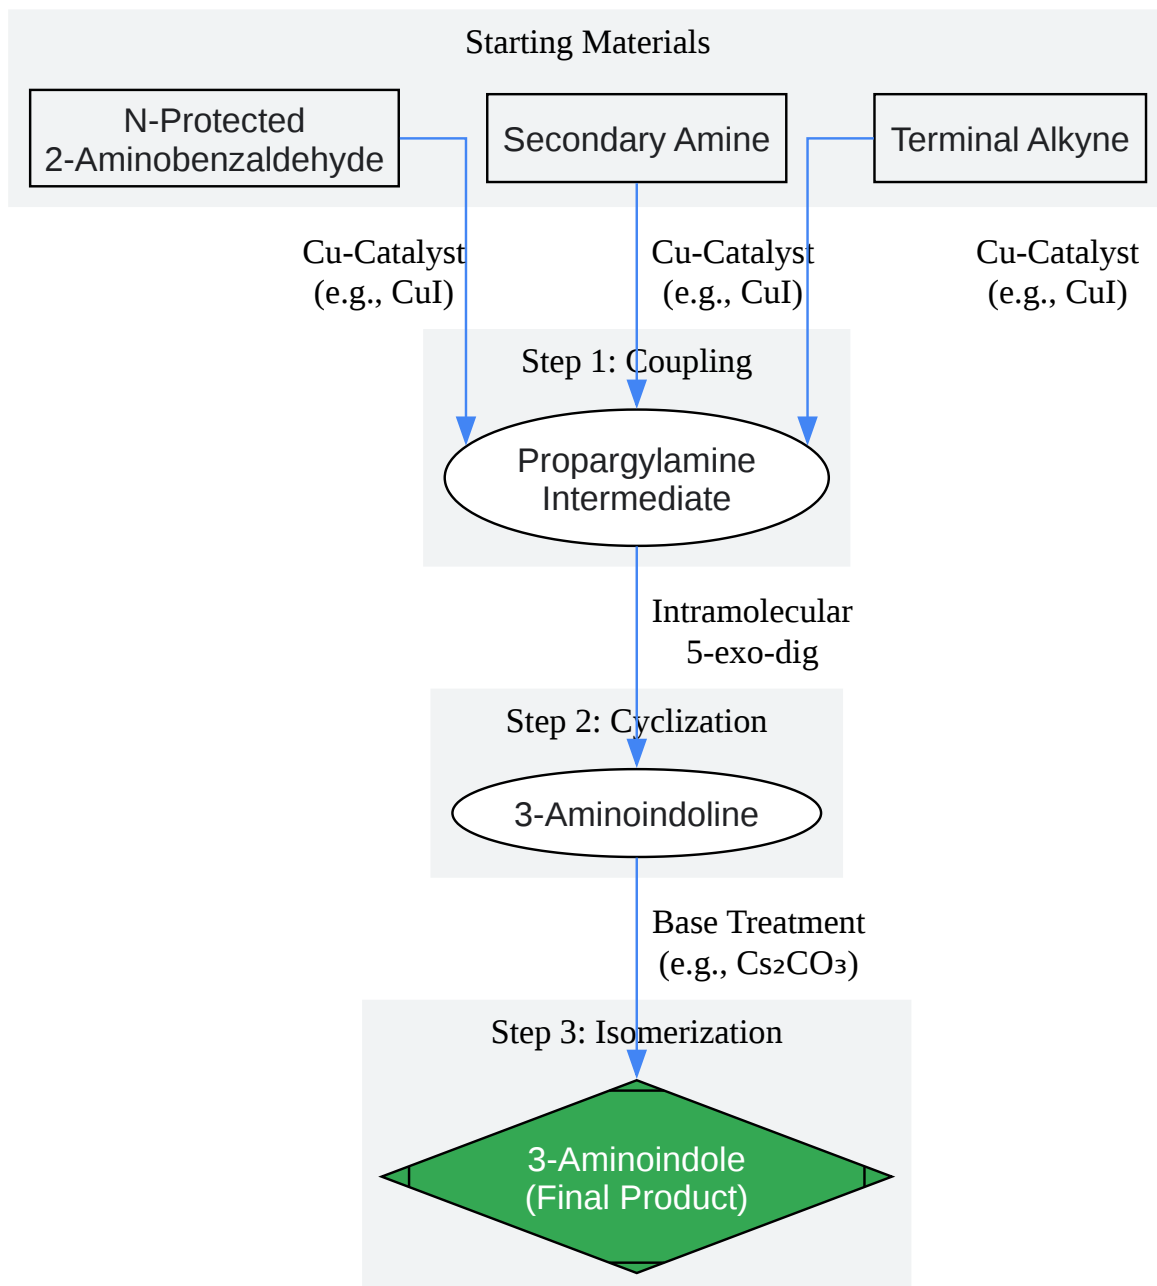 Starting Materials
N-Protected
2-Aminobenzaldehyde
Secondary Amine
Terminal Alkyne
Cu-Catalyst
(e.g., CuI)
Cu-Catalyst
(e.g., CuI)
Cu-Catalyst
(e.g., CuI)
Step 1: Coupling
Propargylamine
Intermediate
Intramolecular
5-exo-dig
Step 2: Cyclization
3-Aminoindoline
Base Treatment
(e.g., Cs₂CO₃)
Step 3: Isomerization
3-Aminoindole
(Final Product)